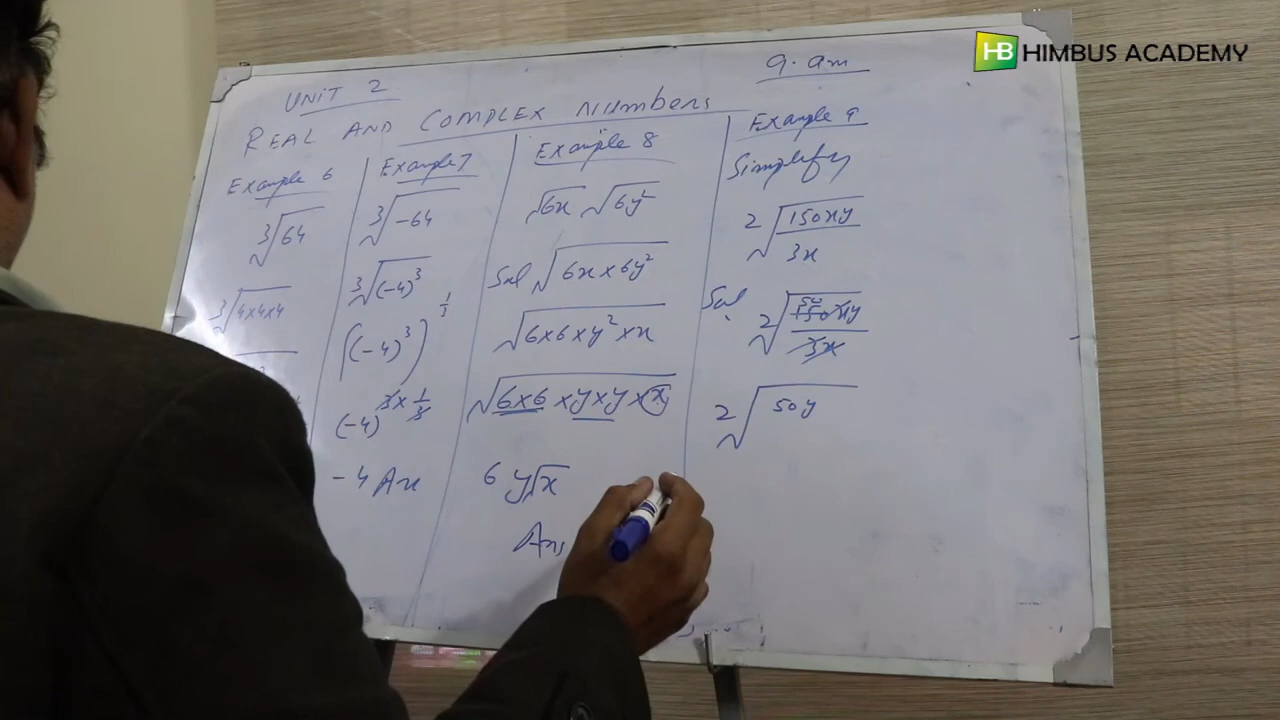 HB HIMBUS ACADEMY
9.am
UNIT 2
REAL AND COMPLEX Numbers
Example 6
∛64
∛4×4×4
Example 7
∛-64
∛(-4)³
((-4)³)^1/3
(-4)^3×1/3
-4 Ans
Example 8
√6x √6y²
Sol √6x×6y²
√6×6×y²×x
√6×6×y×y×x
6y√x
Ans
Example 9
Simplify
²√150xy/3x
Sol ²√50 150xy/3x
²√50y